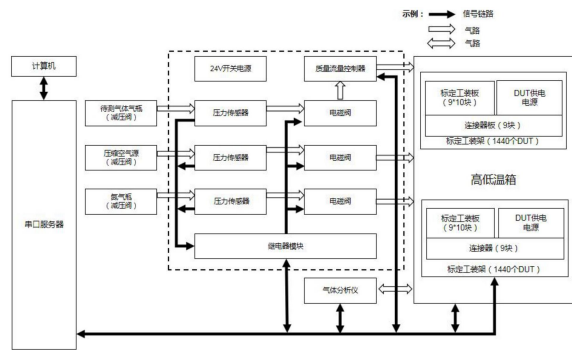 示例：
信号链路
气路
气路
计算机
串口服务器
24V开关电源
质量流量控制器
待测气体气瓶
（减压阀）
压力传感器
电磁阀
压缩空气源
（减压阀）
压力传感器
电磁阀
氮气瓶
（减压阀）
压力传感器
电磁阀
继电器模块
气体分析仪
标定工装板
（9*10块）
DUT供电
电源
连接器板（9块）
标定工装架（1440个DUT）
高低温箱
标定工装板
（9*10块）
DUT供电
电源
连接器（9块）
标定工装架（1440个DUT）